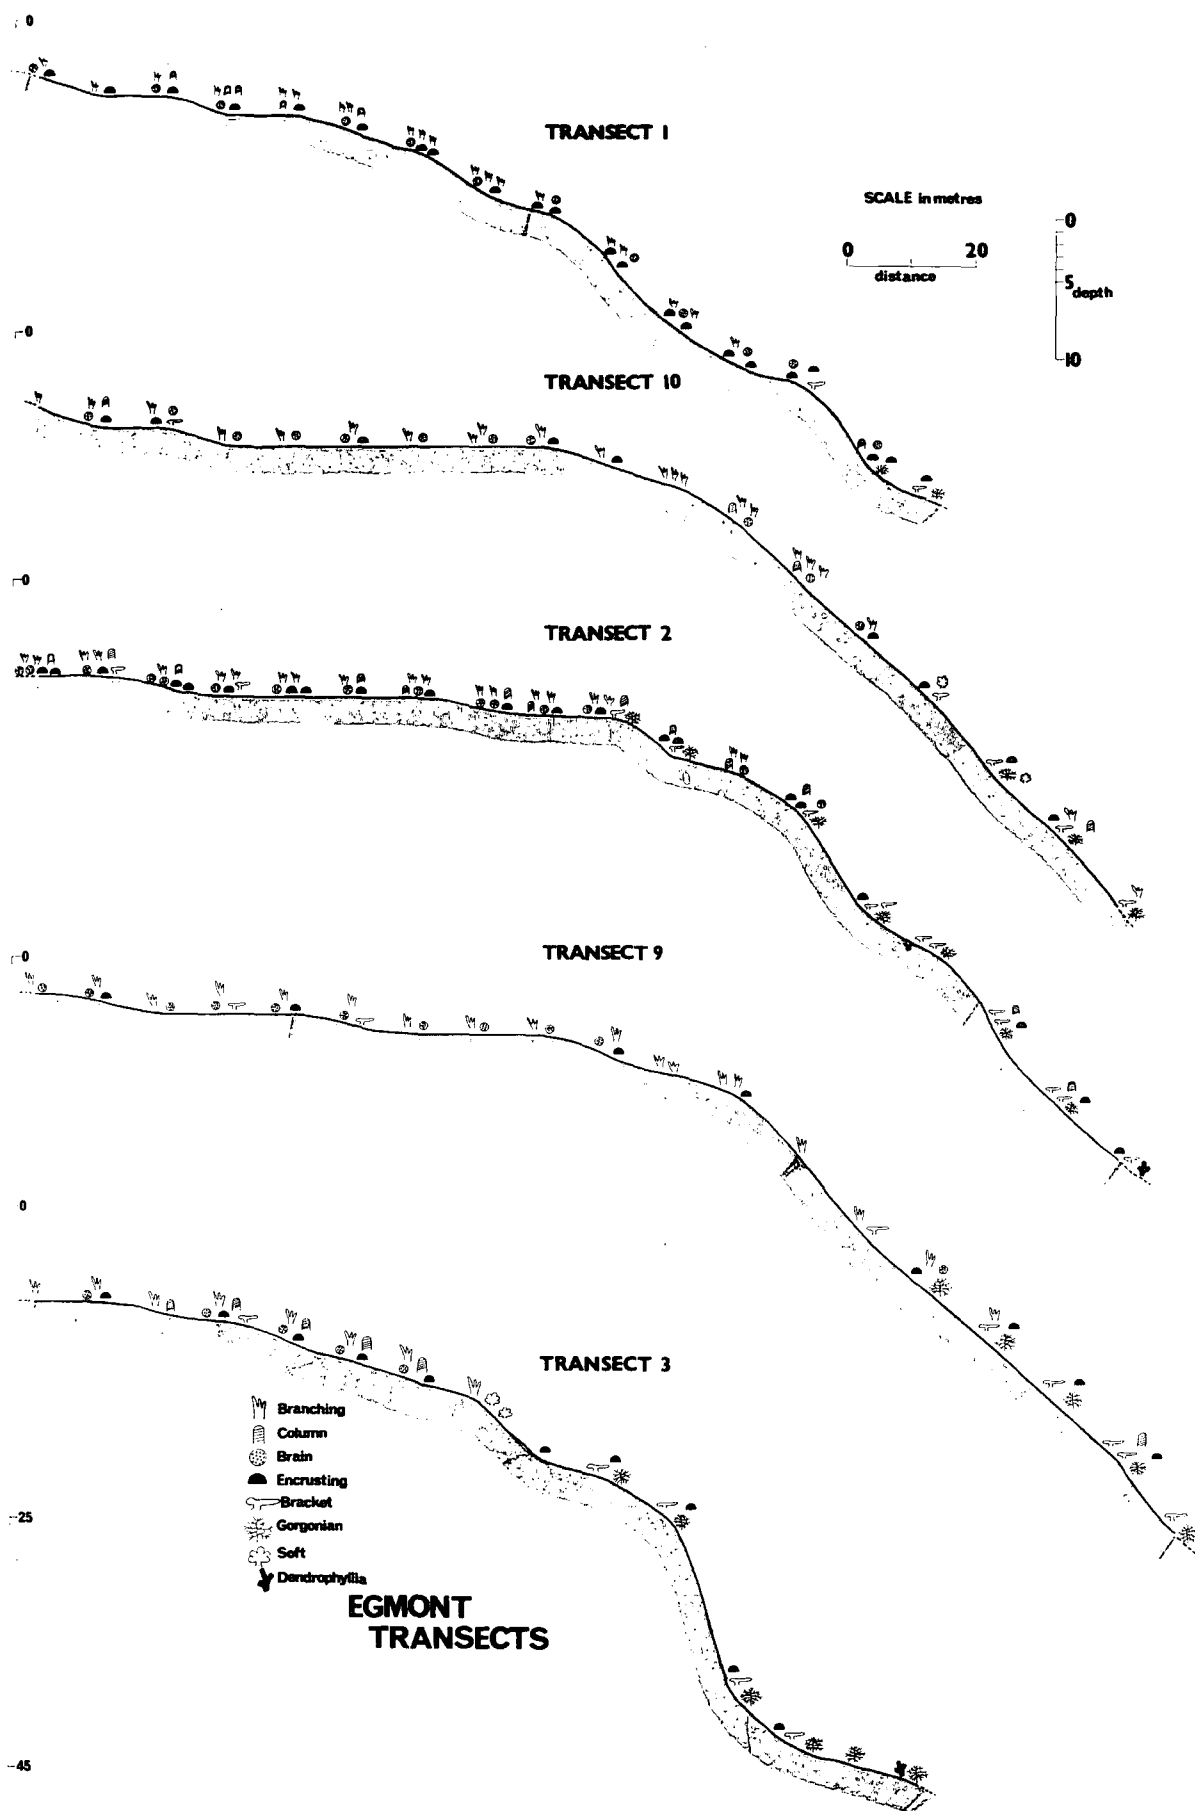 0
TRANSECT 1
SCALE in metres
0 20
distance
0
5
depth
10
0
TRANSECT 10
0
TRANSECT 2
0
TRANSECT 9
0
TRANSECT 3
Branching
Column
Brain
Encrusting
Bracket
Gorgonian
Soft
Dendrophyllia
25
EGMONT
TRANSECTS
45